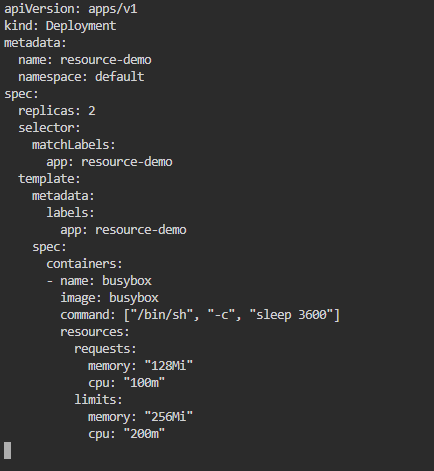 apiVersion: apps/v1
kind: Deployment
metadata:
  name: resource-demo
  namespace: default
spec:
  replicas: 2
  selector:
    matchLabels:
      app: resource-demo
  template:
    metadata:
      labels:
        app: resource-demo
    spec:
      containers:
      - name: busybox
        image: busybox
        command: ["/bin/sh", "-c", "sleep 3600"]
        resources:
          requests:
            memory: "128Mi"
            cpu: "100m"
          limits:
            memory: "256Mi"
            cpu: "200m"